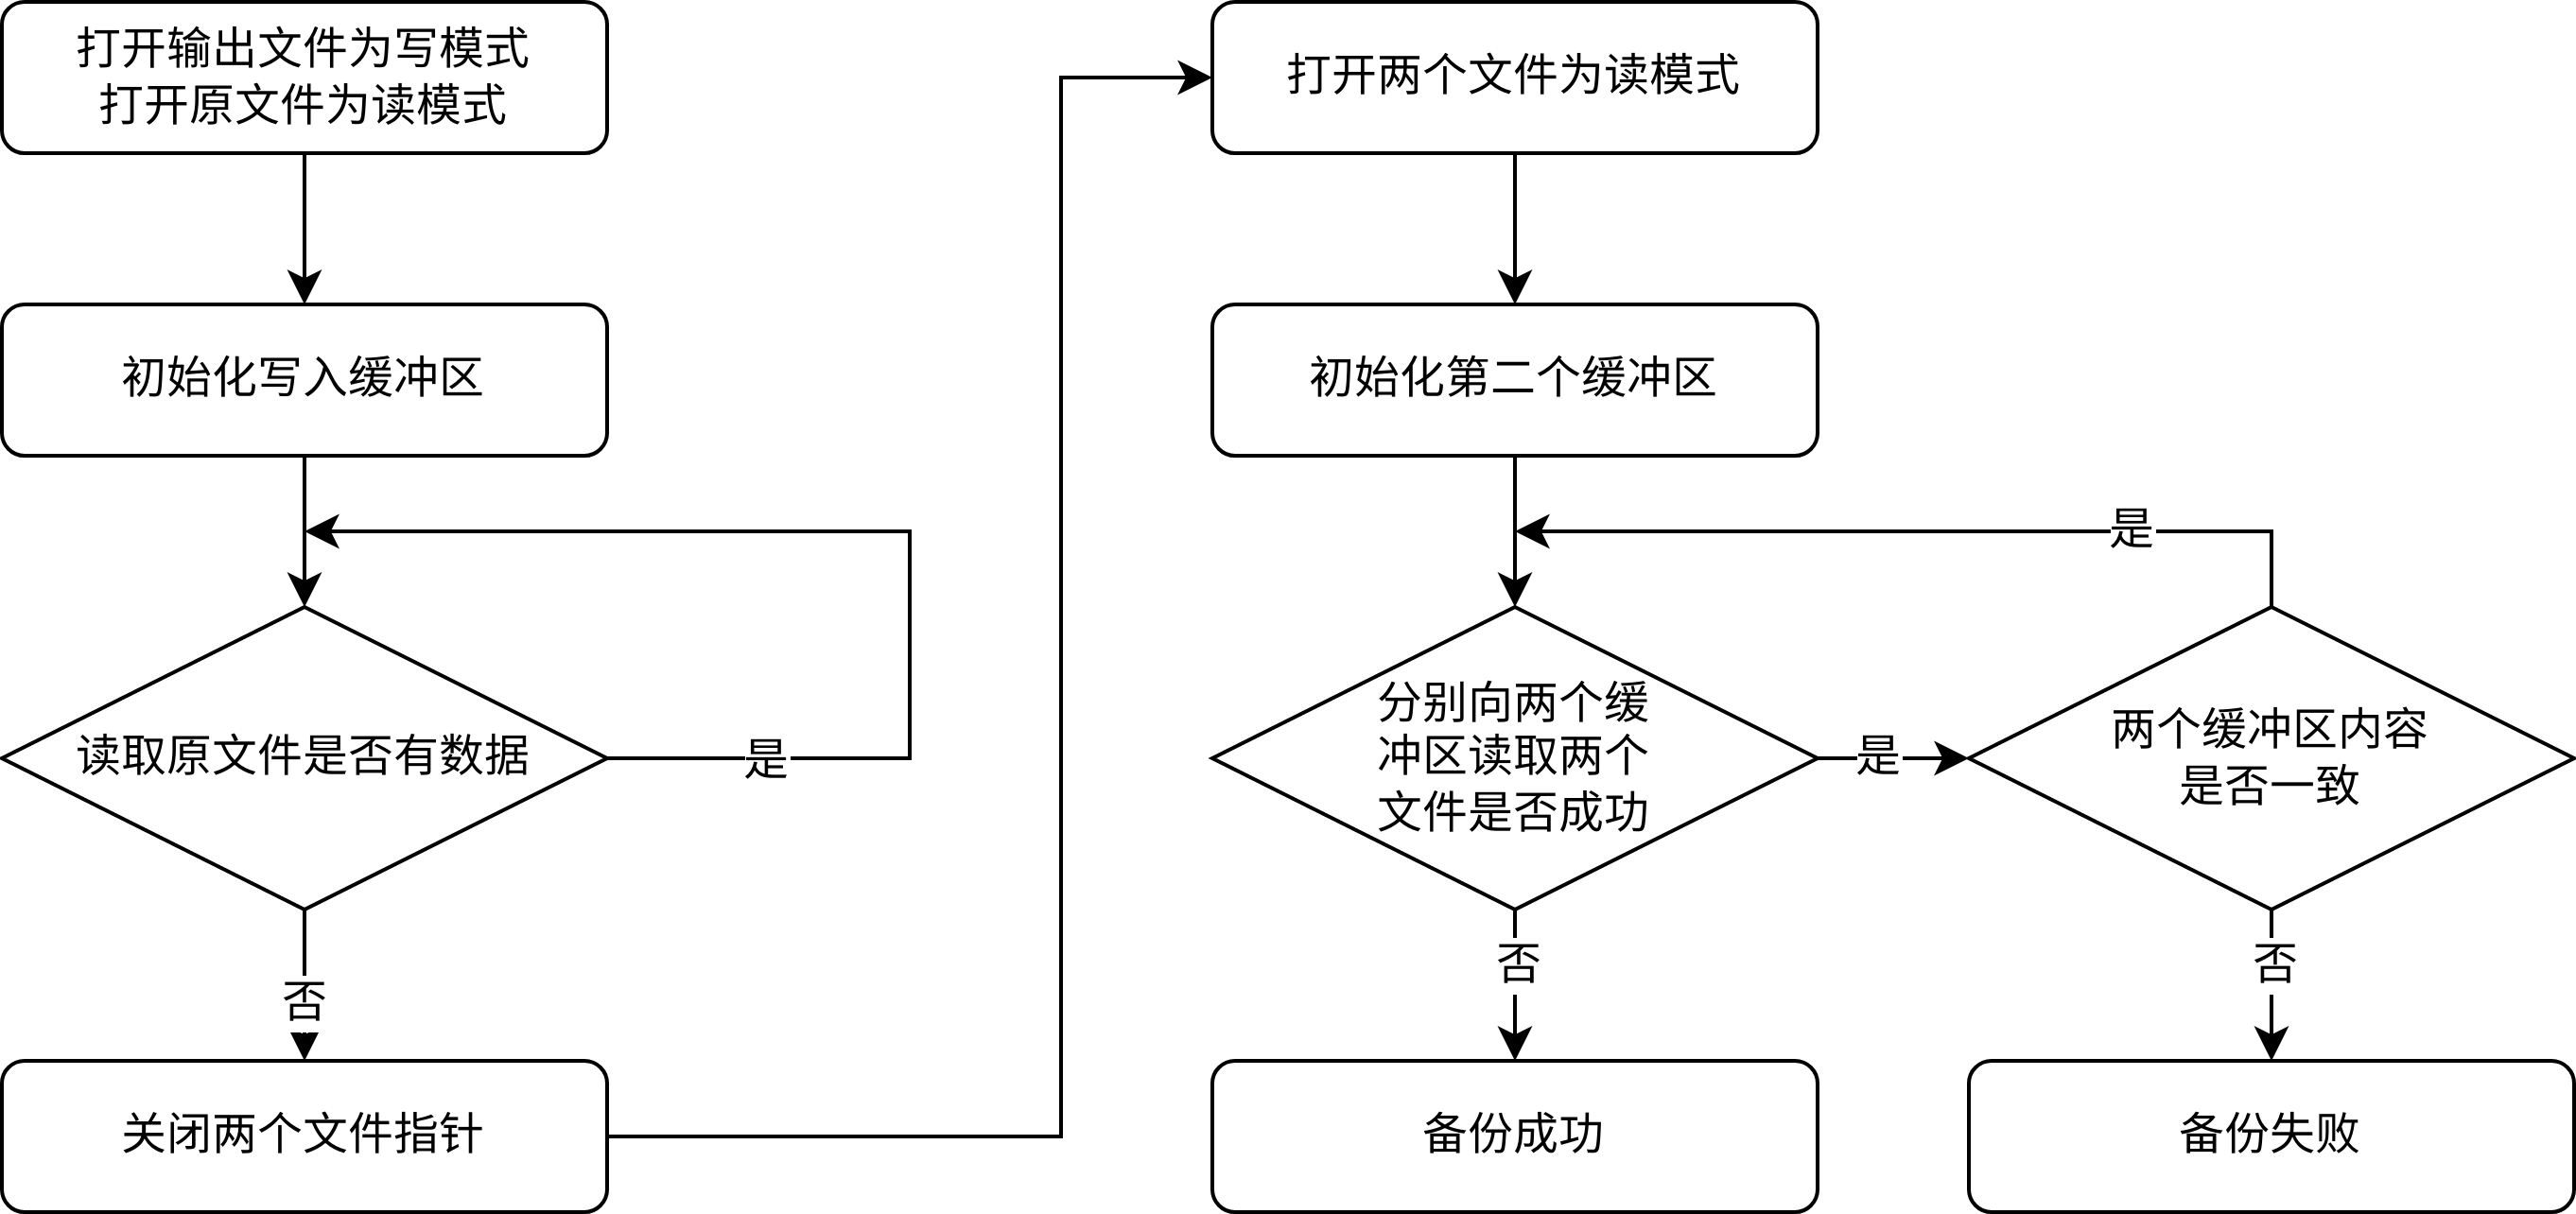 打开输出文件为写模式
打开原文件为读模式
初始化写入缓冲区
读取原文件是否有数据
是
否
关闭两个文件指针
打开两个文件为读模式
初始化第二个缓冲区
分别向两个缓
冲区读取两个
文件是否成功
是
否
备份成功
是
两个缓冲区内容
是否一致
否
备份失败